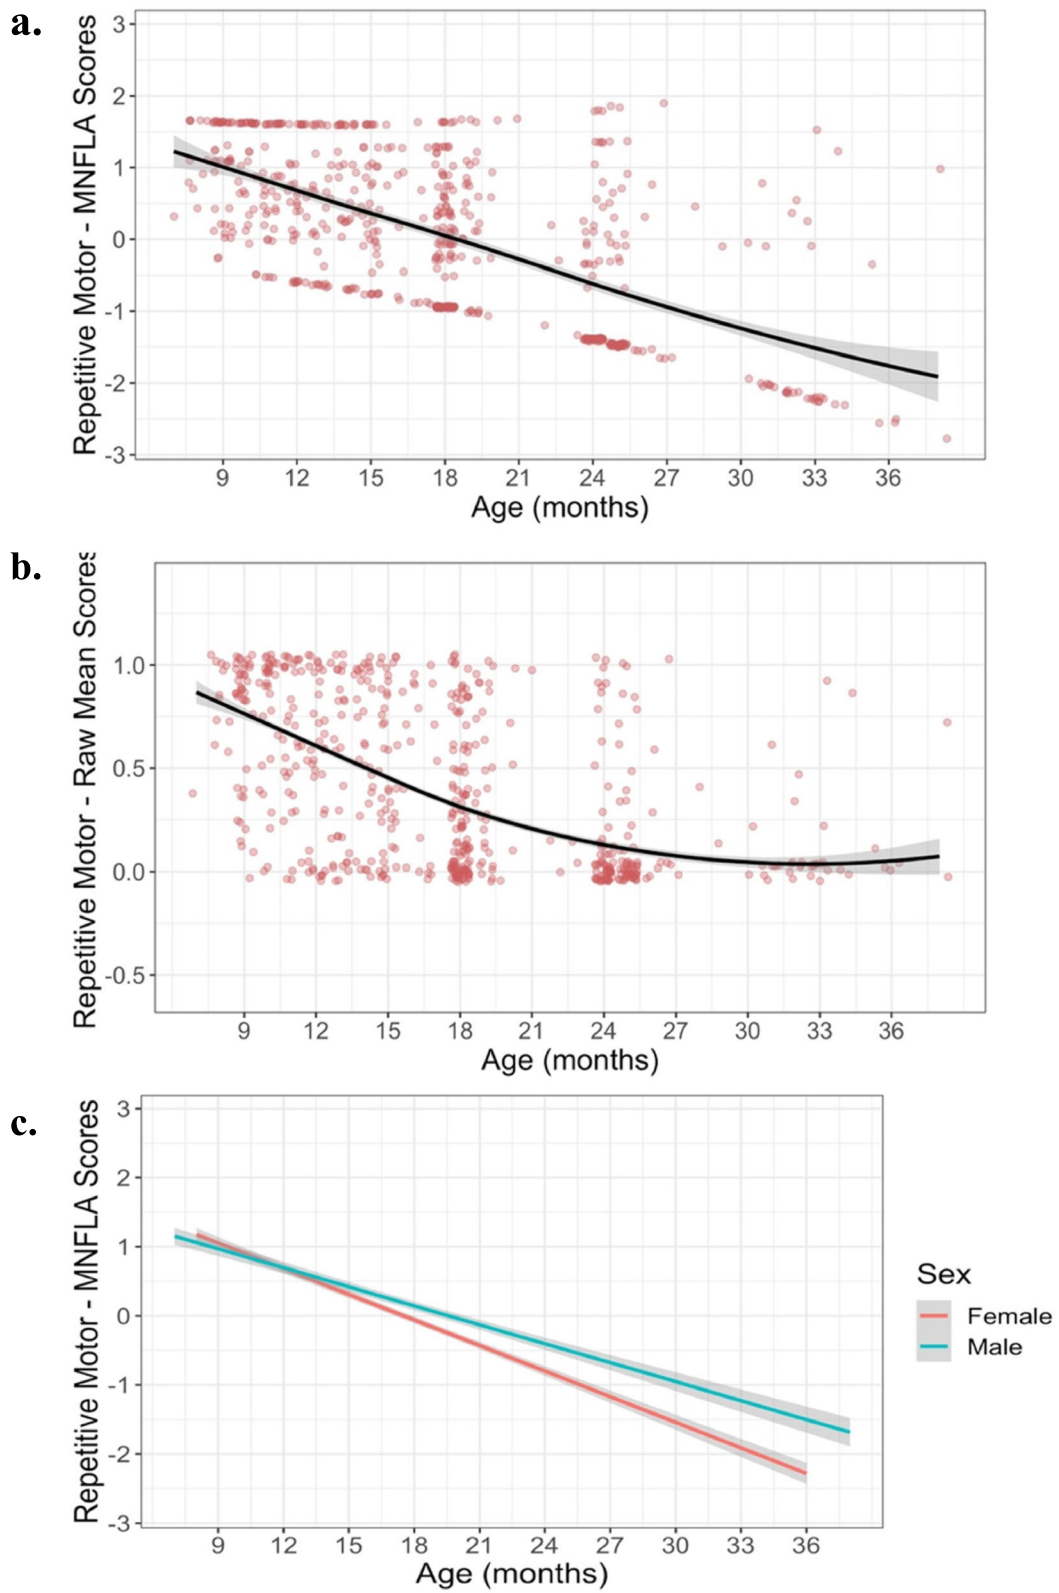 a.
Repetitive Motor - MNFLA Scores
3
2
1
0
-1
-2
-3
9 12 15 18 21 24 27 30 33 36
Age (months)
b.
Repetitive Motor - Raw Mean Scores
1.0
0.5
0.0
-0.5
9 12 15 18 21 24 27 30 33 36
Age (months)
c.
Repetitive Motor - MNFLA Scores
3
2
1
0
-1
-2
-3
9 12 15 18 21 24 27 30 33 36
Age (months)
Sex
Female
Male